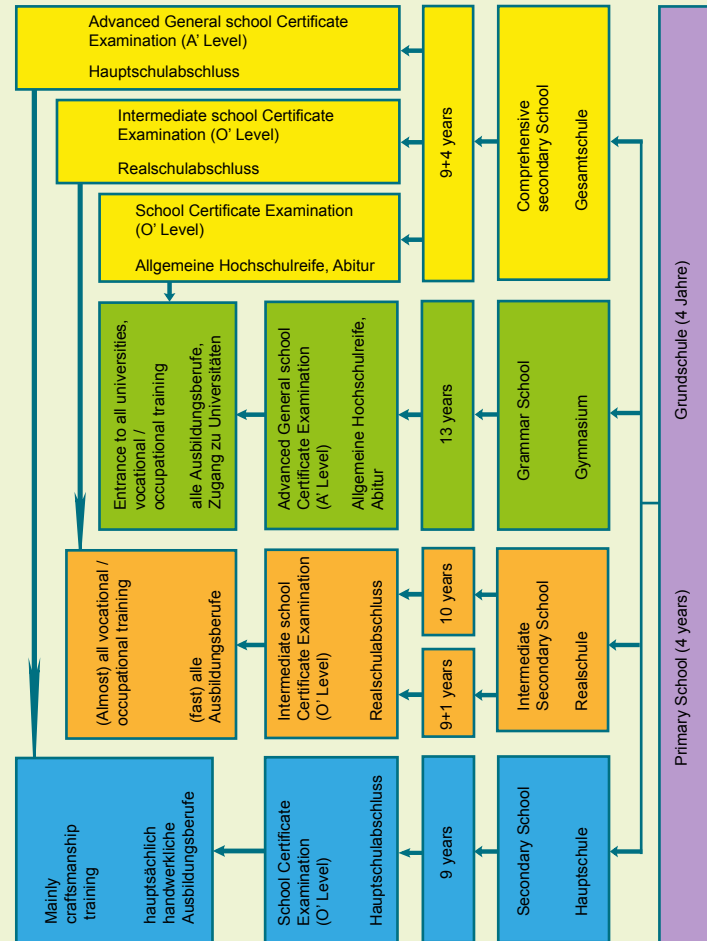 Advanced General school Certificate
Examination (A' Level)
Hauptschulabschluss
Intermediate school Certificate
Examination (O' Level)
Realschulabschluss
School Certificate Examination
(O' Level)
Allgemeine Hochschulreife, Abitur
9+4 years
Comprehensive
secondary School
Gesamtschule
Entrance to all universities,
vocational /
occupational training
alle Ausbildungsberufe,
Zugang zu Universitäten
Advanced General school
Certificate Examination
(A' Level)
Allgemeine Hochschulreife,
Abitur
13 years
Grammar School
Gymnasium
(Almost) all vocational /
occupational training
(fast) alle
Ausbildungsberufe
Intermediate school
Certificate Examination
(O' Level)
Realschulabschluss
10 years
9+1 years
Intermediate
Secondary School
Realschule
Mainly
craftsmanship
training
hauptsächlich
handwerkliche
Ausbildungsberufe
School Certificate
Examination
(O' Level)
Hauptschulabschluss
9 years
Secondary School
Hauptschule
Primary School (4 years)
Grundschule (4 Jahre)